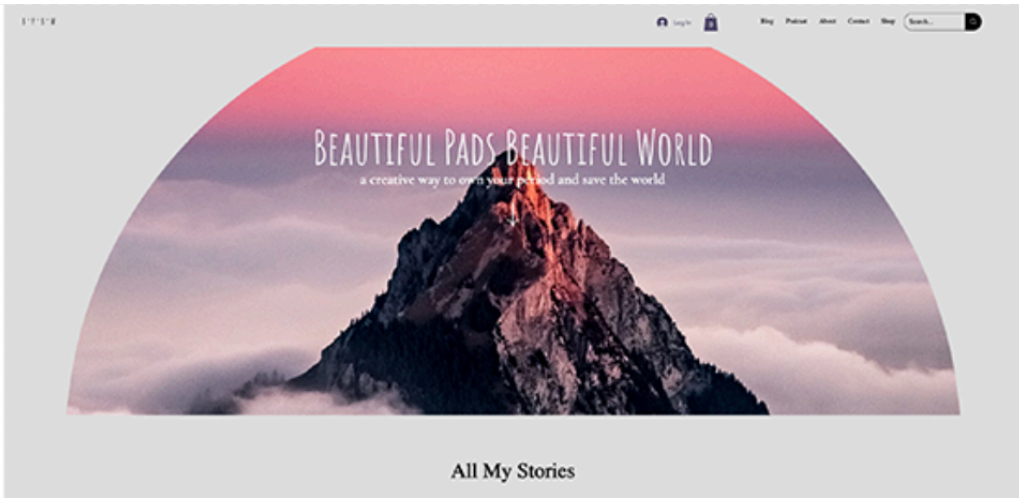 Log In
Blog Podcast About Contact Shop
Search...
BEAUTIFUL PADS BEAUTIFUL WORLD
a creative way to own your period and save the world
All My Stories